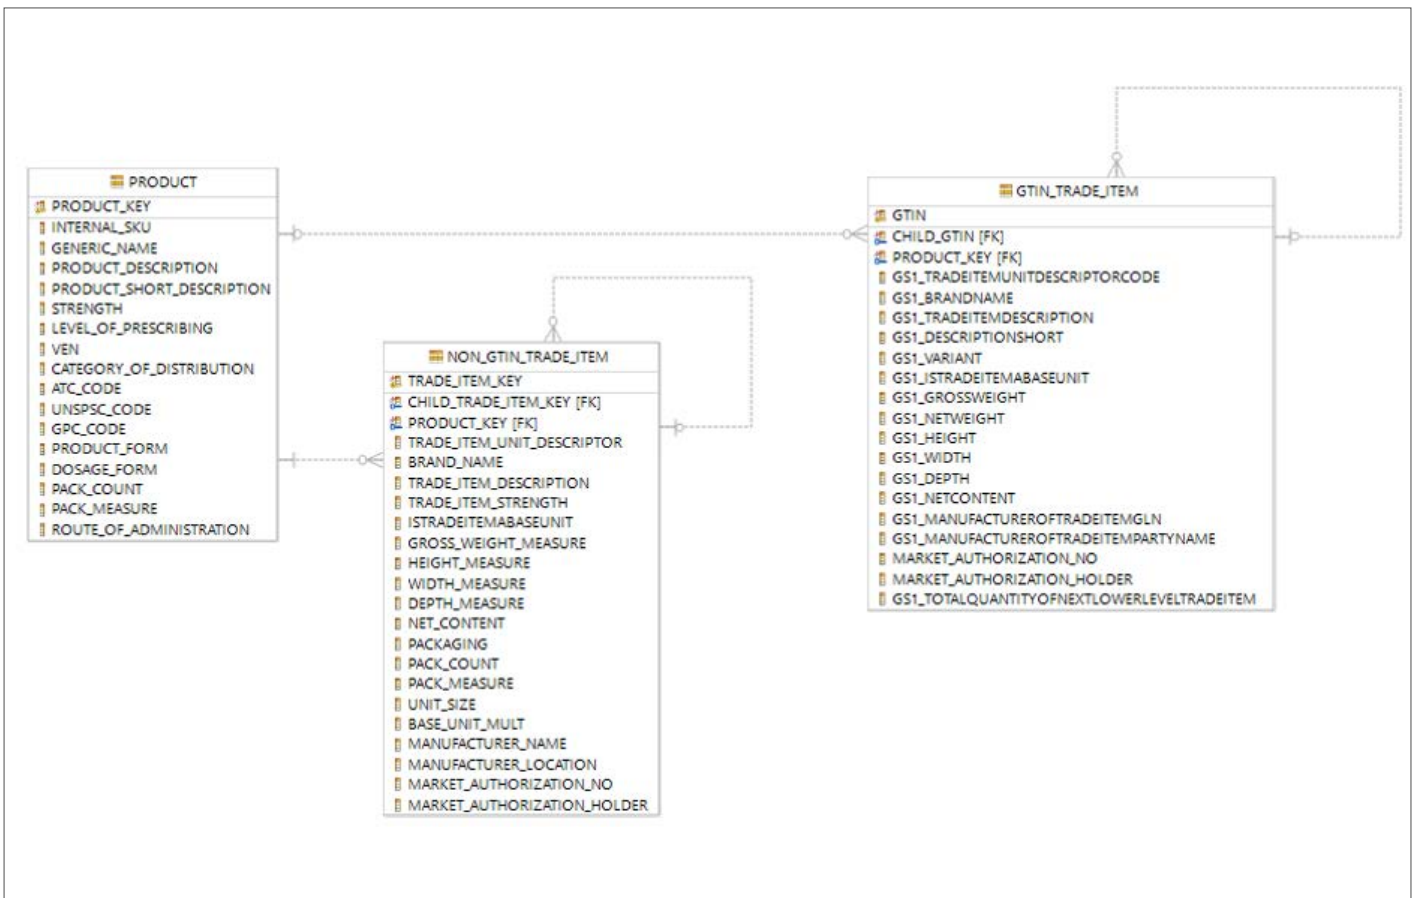 PRODUCT
PRODUCT_KEY
INTERNAL_SKU
GENERIC_NAME
PRODUCT_DESCRIPTION
PRODUCT_SHORT_DESCRIPTION
STRENGTH
LEVEL_OF_PRESCRIBING
VEN
CATEGORY_OF_DISTRIBUTION
ATC_CODE
UNSPSC_CODE
GPC_CODE
PRODUCT_FORM
DOSAGE_FORM
PACK_COUNT
PACK_MEASURE
ROUTE_OF_ADMINISTRATION
NON_GTIN_TRADE_ITEM
TRADE_ITEM_KEY
CHILD_TRADE_ITEM_KEY [FK]
PRODUCT_KEY [FK]
TRADE_ITEM_UNIT_DESCRIPTOR
BRAND_NAME
TRADE_ITEM_DESCRIPTION
TRADE_ITEM_STRENGTH
ISTRADEITEMABASEUNIT
GROSS_WEIGHT_MEASURE
HEIGHT_MEASURE
WIDTH_MEASURE
DEPTH_MEASURE
NET_CONTENT
PACKAGING
PACK_COUNT
PACK_MEASURE
UNIT_SIZE
BASE_UNIT_MULT
MANUFACTURER_NAME
MANUFACTURER_LOCATION
MARKET_AUTHORIZATION_NO
MARKET_AUTHORIZATION_HOLDER
GTIN_TRADE_ITEM
GTIN
CHILD_GTIN [FK]
PRODUCT_KEY [FK]
GS1_TRADEITEMUNITDESCRIPTORCODE
GS1_BRANDNAME
GS1_TRADEITEMDESCRIPTION
GS1_DESCRIPTIONSHORT
GS1_VARIANT
GS1_ISTRADEITEMABASEUNIT
GS1_GROSSWEIGHT
GS1_NETWEIGHT
GS1_HEIGHT
GS1_WIDTH
GS1_DEPTH
GS1_NETCONTENT
GS1_MANUFACTUREROFTRADEITEMGLN
GS1_MANUFACTUREROFTRADEITEMPARTYNAME
MARKET_AUTHORIZATION_NO
MARKET_AUTHORIZATION_HOLDER
GS1_TOTALQUANTITYOFNEXTLOWERLEVELTRADEITEM